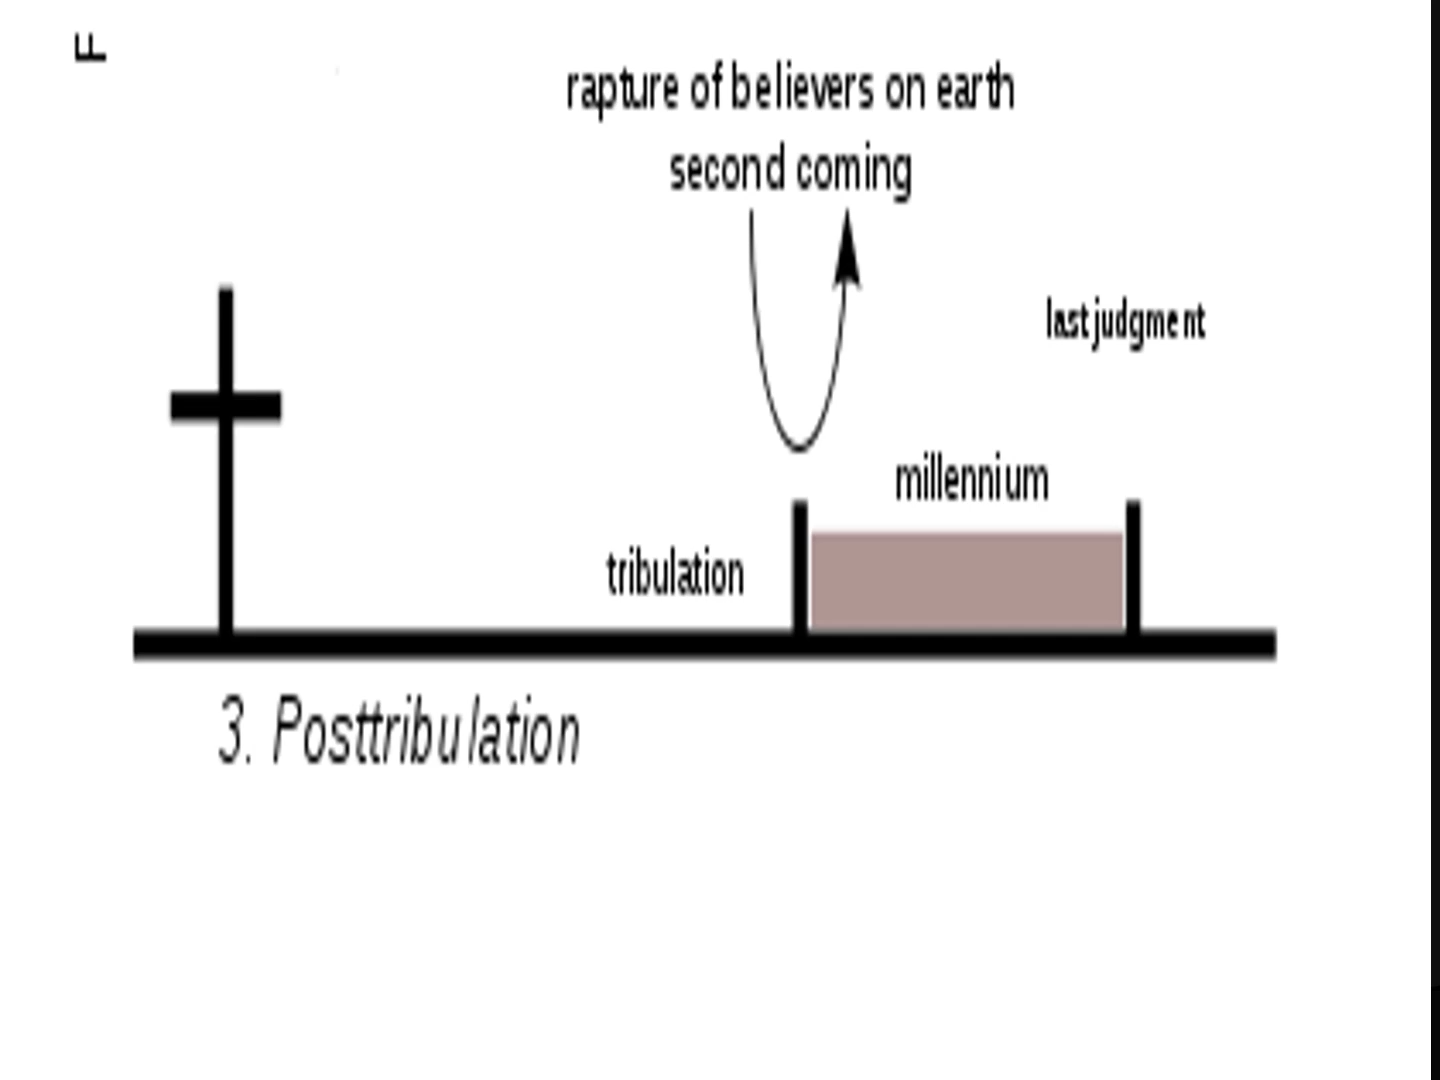 F
rapture of believers on earth
second coming
last judgment
millennium
tribulation
3. Posttribulation